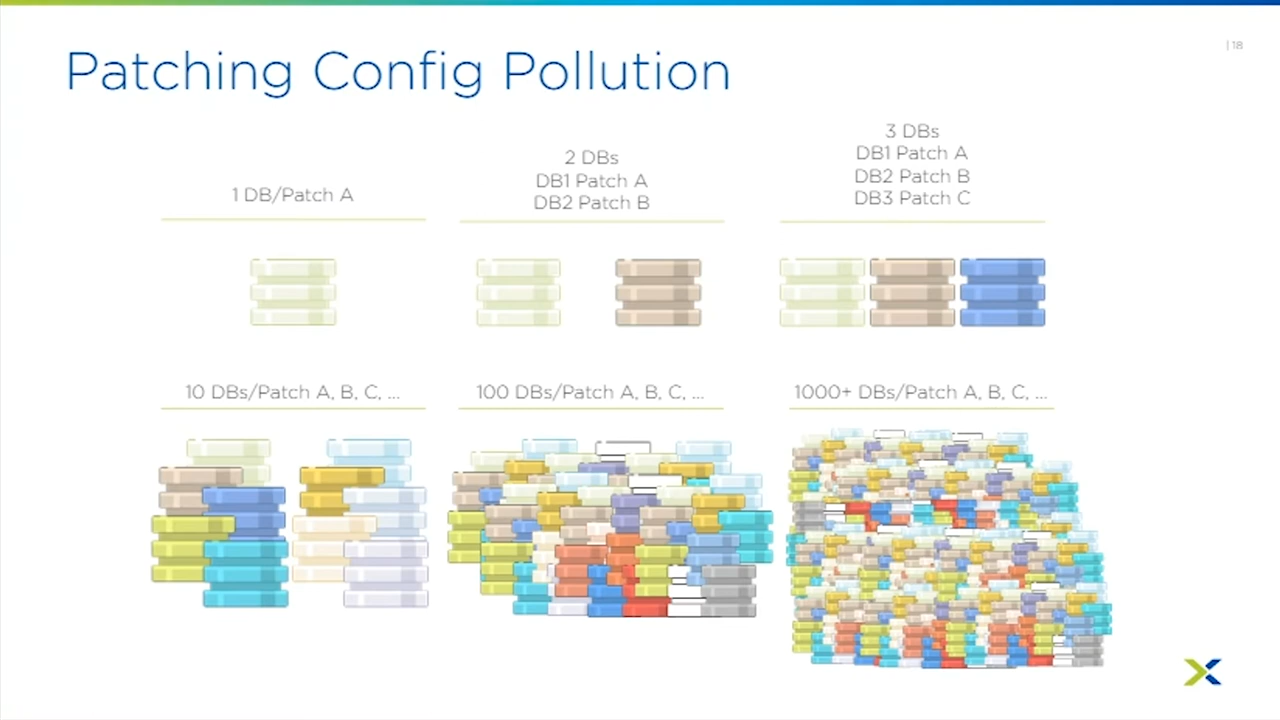 | 18
Patching Config Pollution
1 DB/Patch A
2 DBs
DB1 Patch A
DB2 Patch B
3 DBs
DB1 Patch A
DB2 Patch B
DB3 Patch C
10 DBs/Patch A, B, C, ...
100 DBs/Patch A, B, C, ...
1000+ DBs/Patch A, B, C, ...